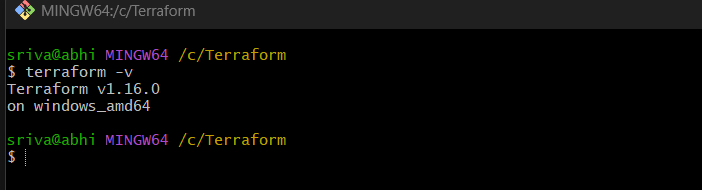 MINGW64:/c/Terraform
sriva@abhi MINGW64 /c/Terraform
$ terraform -v
Terraform v1.16.0
on windows_amd64
sriva@abhi MINGW64 /c/Terraform
$